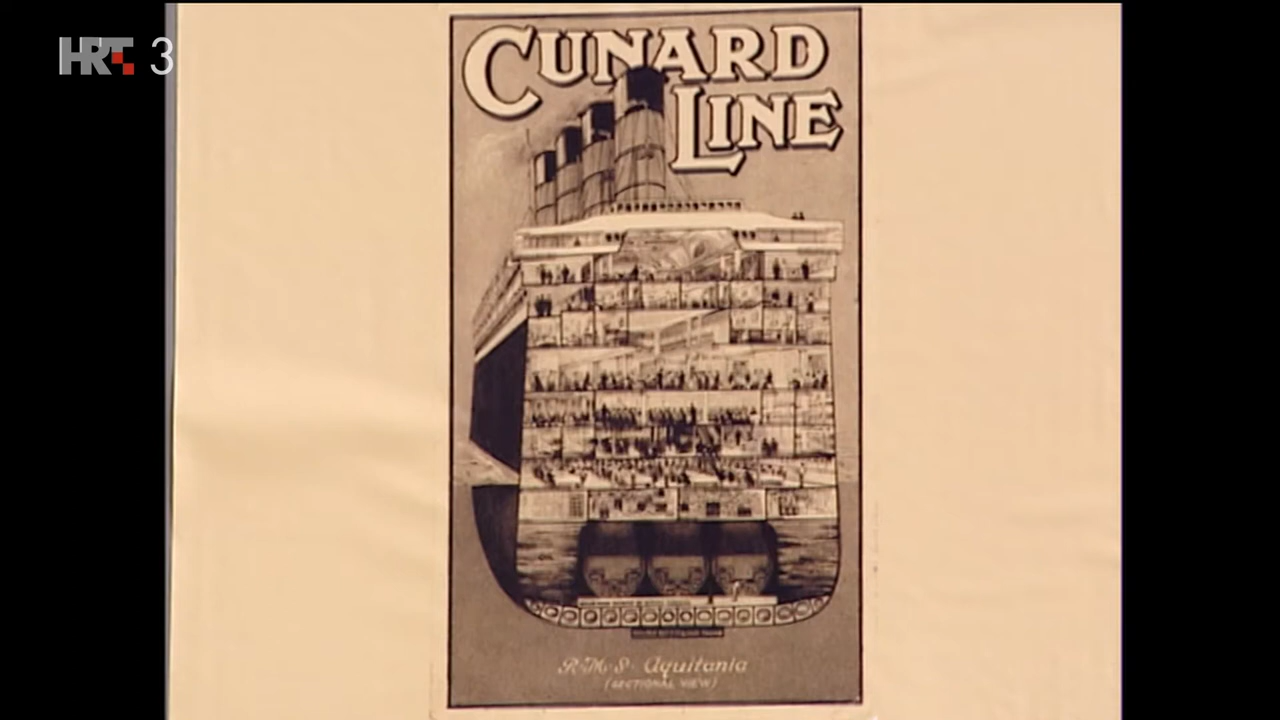 HRT 3
CUNARD
LINE
R·M·S· Aquitania
(SECTIONAL VIEW)